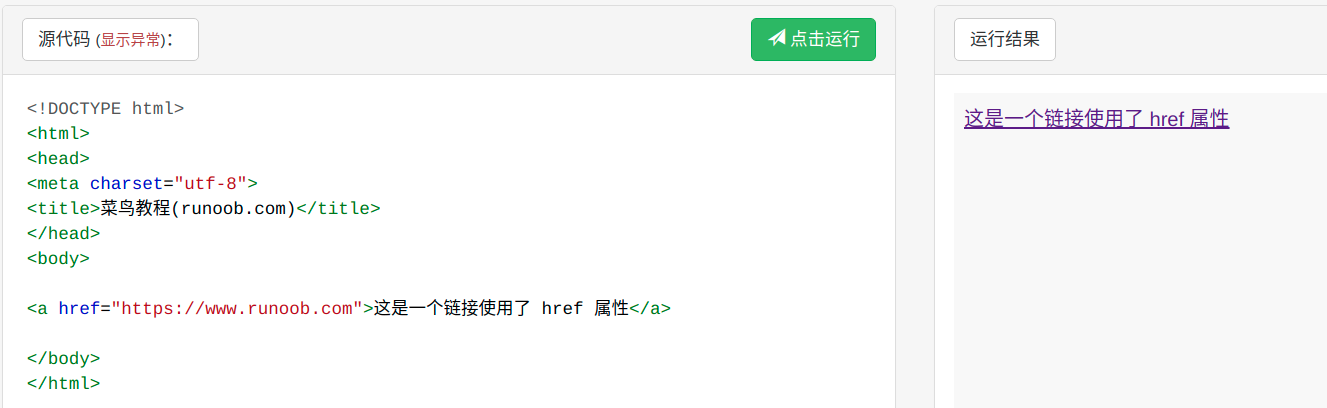 源代码 (显示异常)：
点击运行
<!DOCTYPE html>
<html>
<head>
<meta charset="utf-8">
<title>菜鸟教程(runoob.com)</title>
</head>
<body>
<a href="https://www.runoob.com">这是一个链接使用了 href 属性</a>
</body>
</html>
运行结果
这是一个链接使用了 href 属性